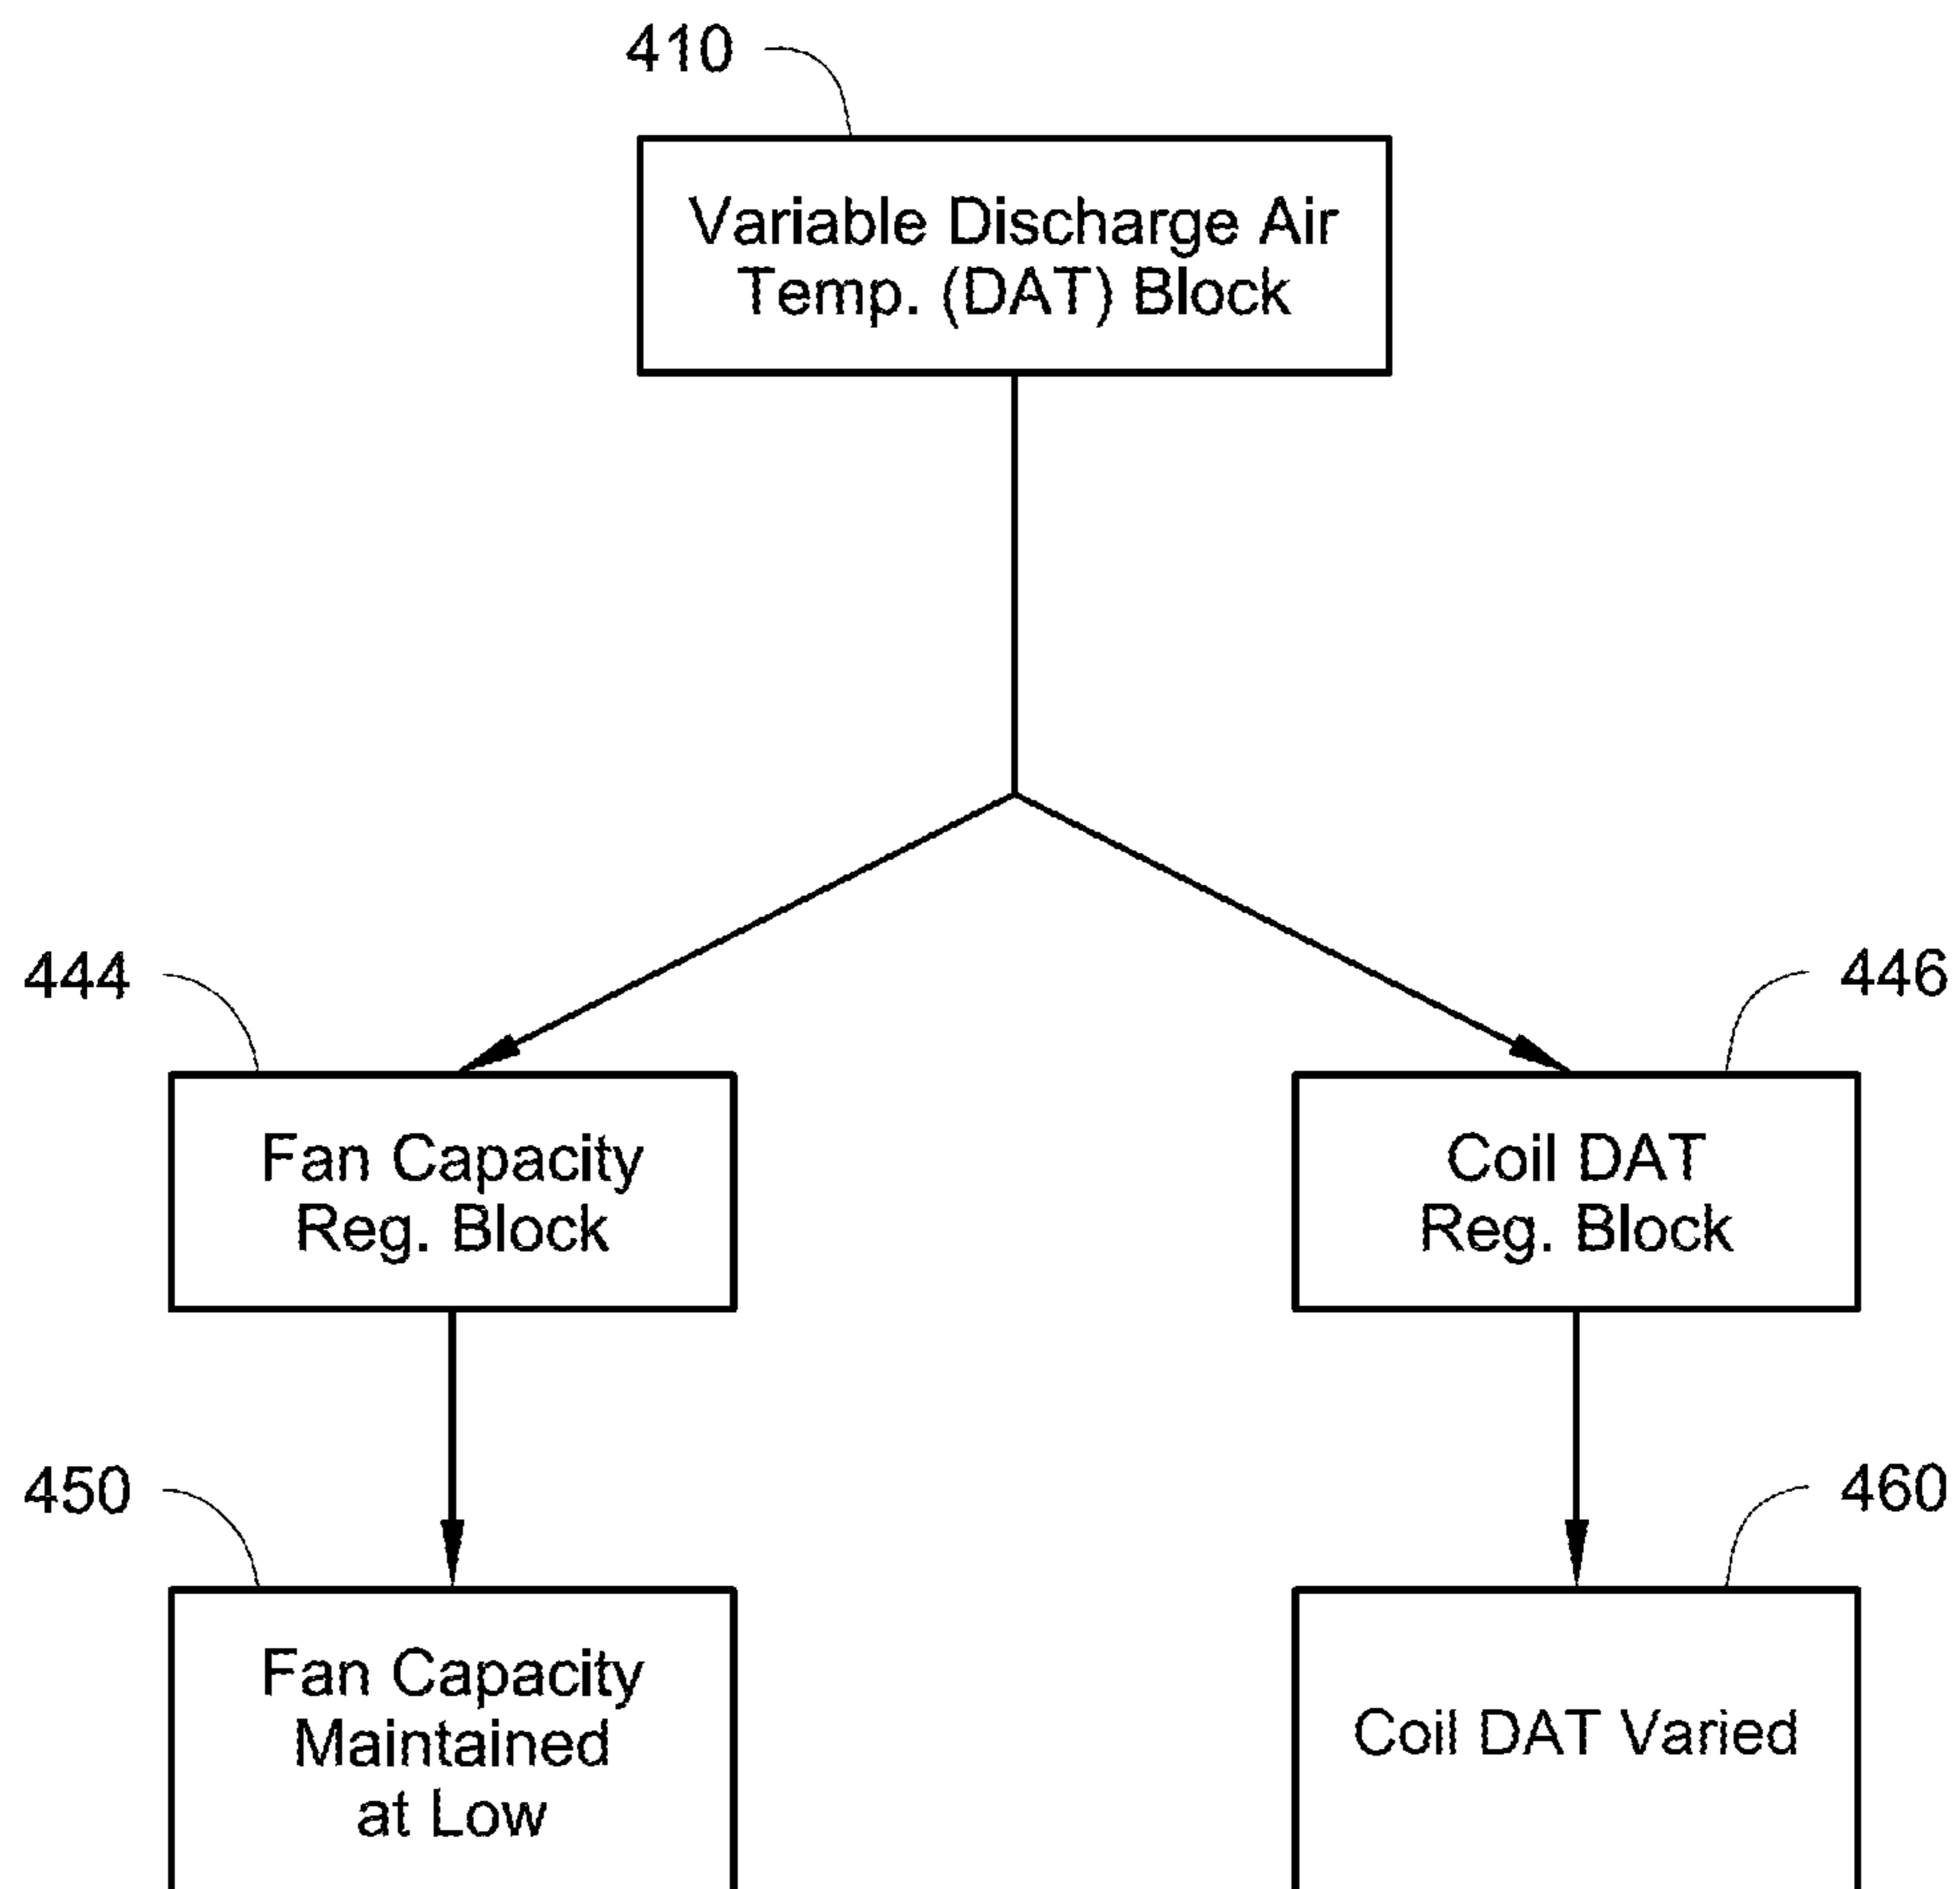 410
Variable Discharge Air
Temp. (DAT) Block
444
446
Fan Capacity
Reg. Block
Coil DAT
Reg. Block
450
460
Fan Capacity
Maintained
at Low
Coil DAT Varied